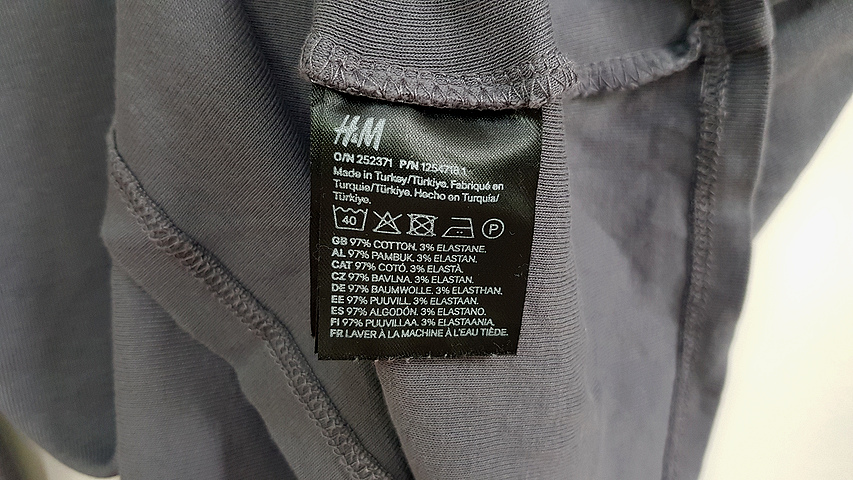 H&M
O/N 252371 P/N 1254718 1
Made in Turkey/Türkiye. Fabriqué en
Turquie/Türkiye. Hecho en Turquía/
Türkiye.
40 P
GB 97% COTTON. 3% ELASTANE.
AL 97% PAMBUK. 3% ELASTAN.
CAT 97% COTÓ. 3% ELASTÀ.
CZ 97% BAVLNA. 3% ELASTAN.
DE 97% BAUMWOLLE. 3% ELASTHAN.
EE 97% PUUVILL. 3% ELASTAAN.
ES 97% ALGODÓN. 3% ELASTANO.
FI 97% PUUVILLAA. 3% ELASTAANIA.
FR LAVER À LA MACHINE À L'EAU TIÈDE.